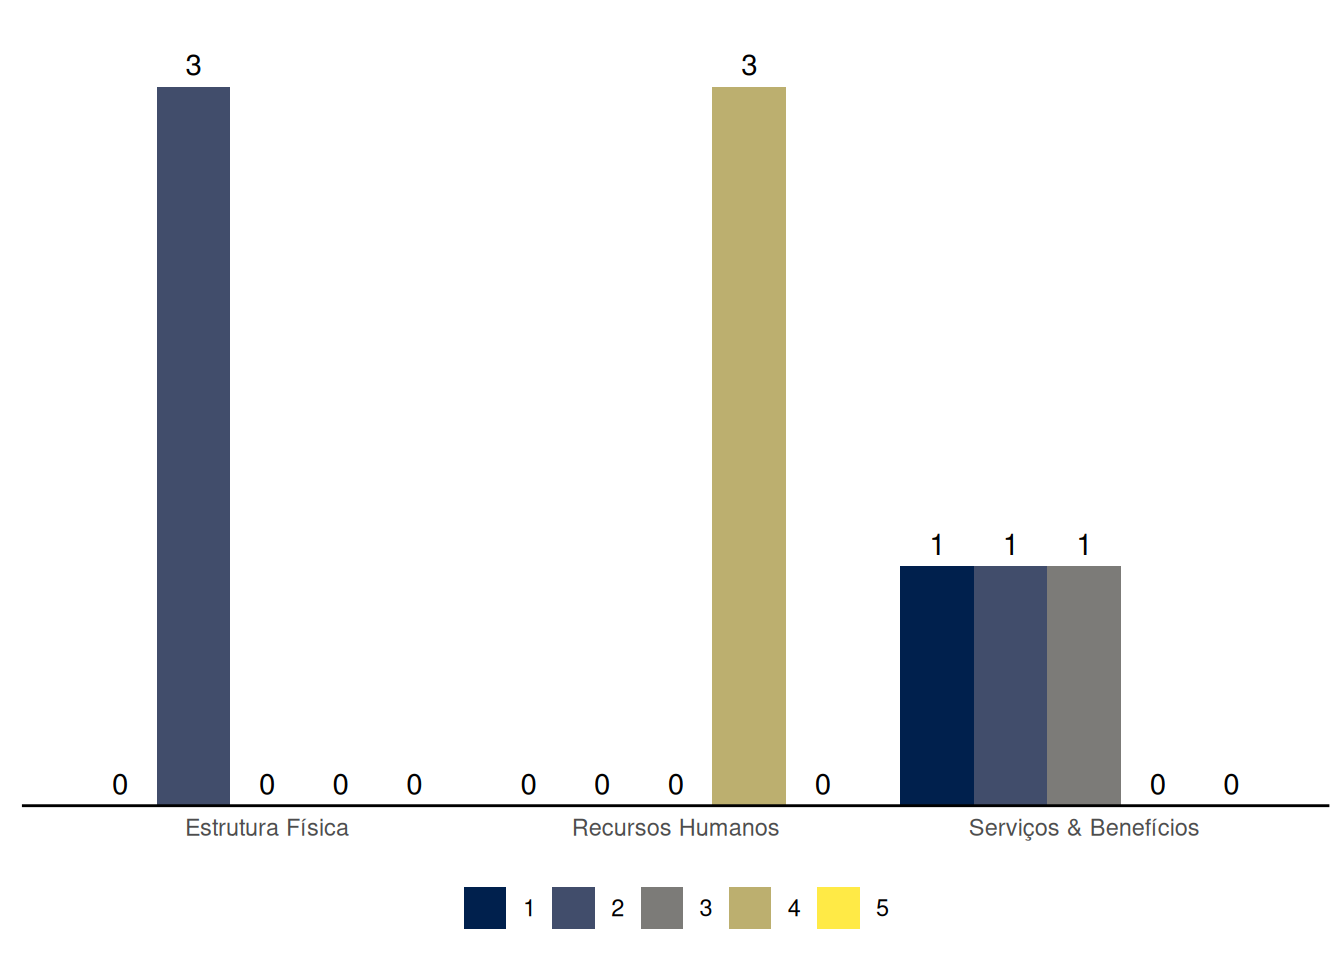 3 3
1 1 1
0 0 0 0 0 0 0 0 0 0
Estrutura Física Recursos Humanos Serviços & Benefícios
1 2 3 4 5